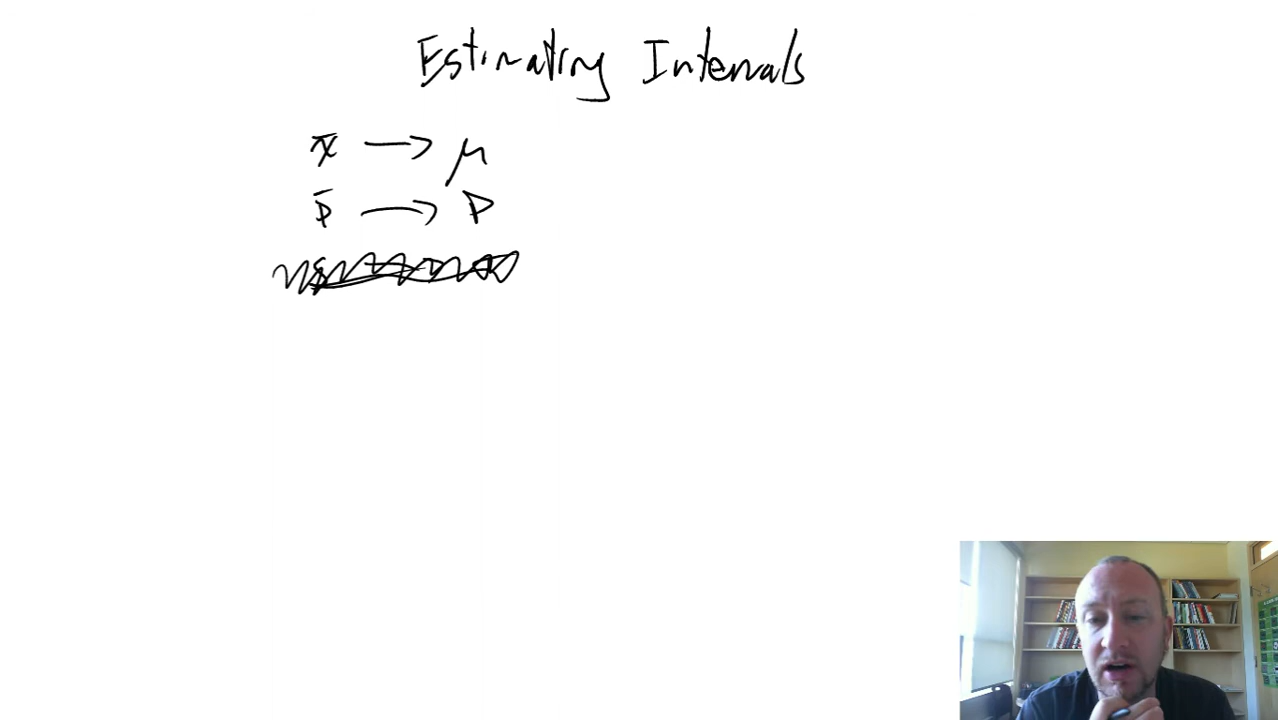 Estimating Intervals
x̄ → μ
p̄ → P